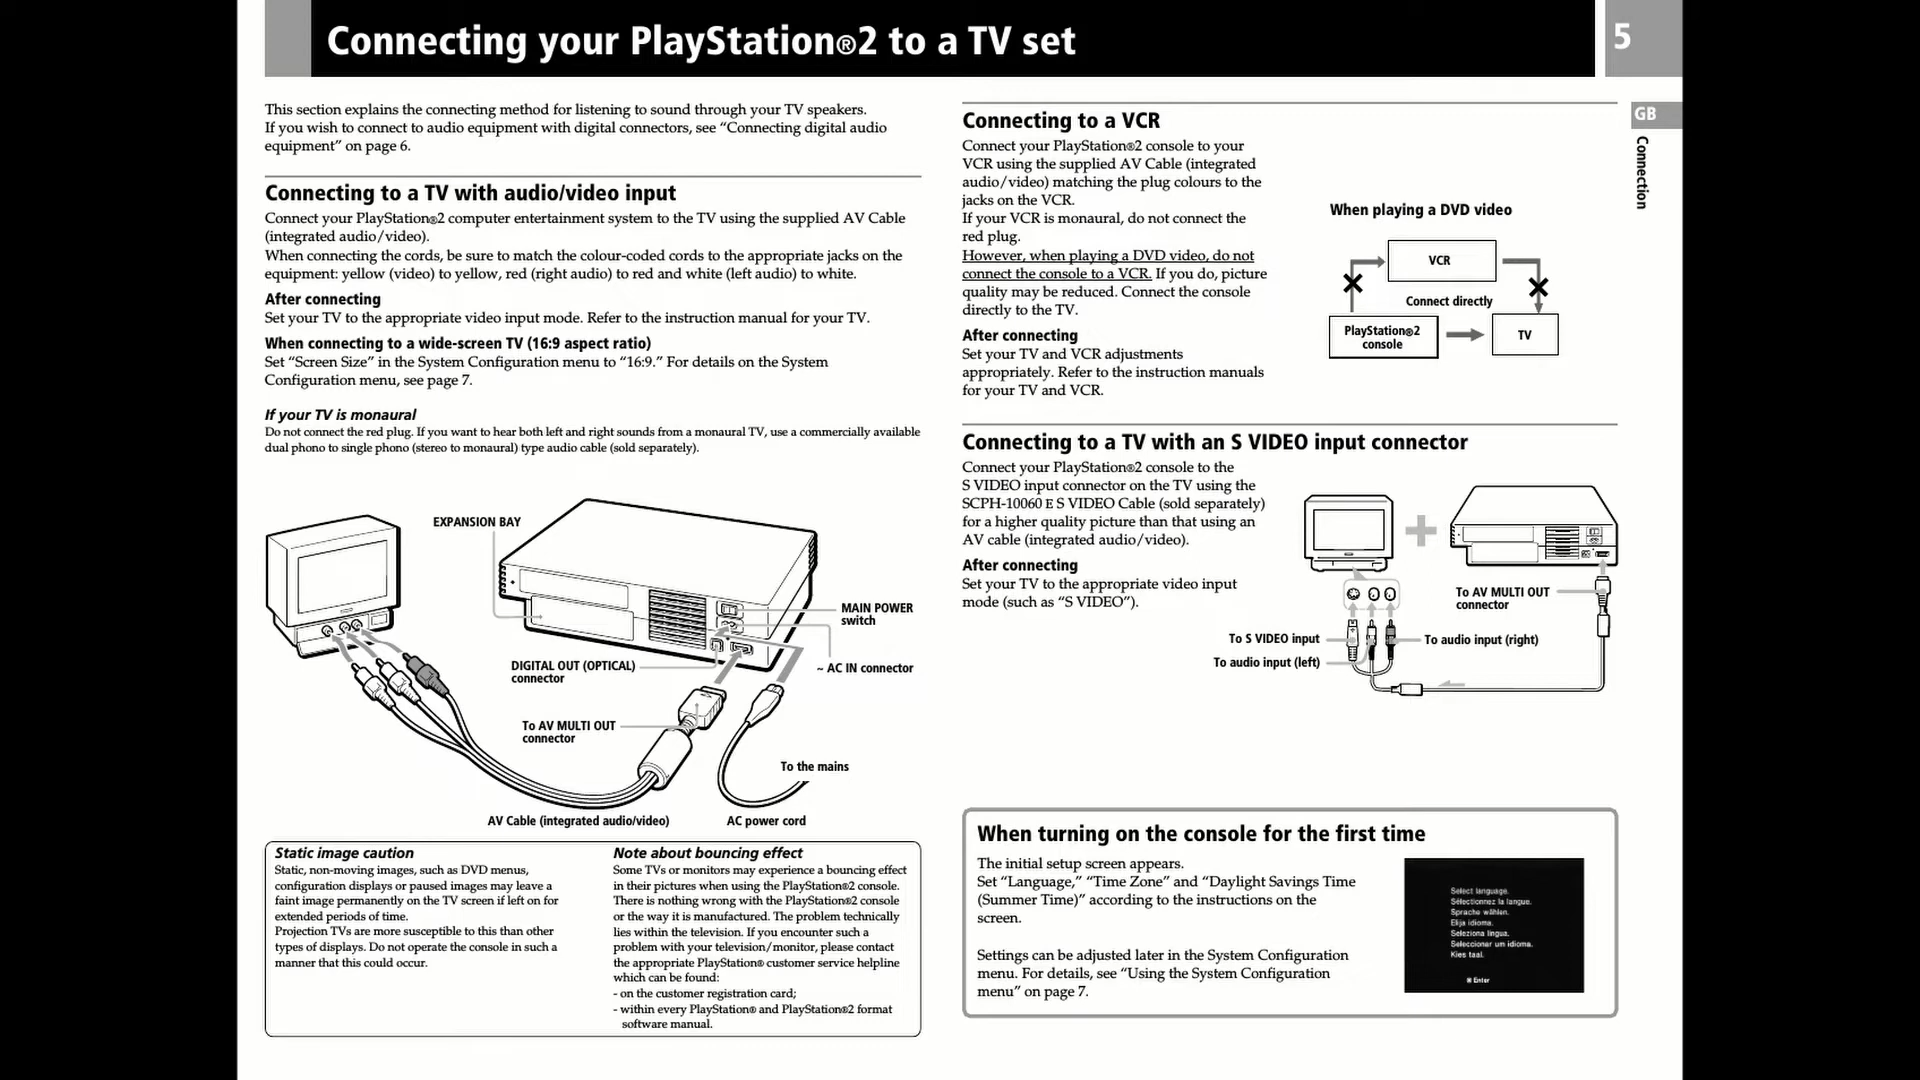 Connecting your PlayStation®2 to a TV set
5
GB
Connection
This section explains the connecting method for listening to sound through your TV speakers.
If you wish to connect to audio equipment with digital connectors, see “Connecting digital audio
equipment” on page 6.
Connecting to a TV with audio/video input
Connect your PlayStation®2 computer entertainment system to the TV using the supplied AV Cable
(integrated audio/video).
When connecting the cords, be sure to match the colour-coded cords to the appropriate jacks on the
equipment: yellow (video) to yellow, red (right audio) to red and white (left audio) to white.
After connecting
Set your TV to the appropriate video input mode. Refer to the instruction manual for your TV.
When connecting to a wide-screen TV (16:9 aspect ratio)
Set “Screen Size” in the System Configuration menu to “16:9.” For details on the System
Configuration menu, see page 7.
If your TV is monaural
Do not connect the red plug. If you want to hear both left and right sounds from a monaural TV, use a commercially available
dual phono to single phono (stereo to monaural) type audio cable (sold separately).
EXPANSION BAY
MAIN POWER
switch
~ AC IN connector
DIGITAL OUT (OPTICAL)
connector
To AV MULTI OUT
connector
To the mains
AV Cable (integrated audio/video)
AC power cord
Static image caution
Static, non-moving images, such as DVD menus,
configuration displays or paused images may leave a
faint image permanently on the TV screen if left on for
extended periods of time.
Projection TVs are more susceptible to this than other
types of displays. Do not operate the console in such a
manner that this could occur.
Note about bouncing effect
Some TVs or monitors may experience a bouncing effect
in their pictures when using the PlayStation®2 console.
There is nothing wrong with the PlayStation®2 console
or the way it is manufactured. The problem technically
lies within the television. If you encounter such a
problem with your television/monitor, please contact
the appropriate PlayStation® customer service helpline
which can be found:
- on the customer registration card;
- within every PlayStation® and PlayStation®2 format
software manual.
Connecting to a VCR
Connect your PlayStation®2 console to your
VCR using the supplied AV Cable (integrated
audio/video) matching the plug colours to the
jacks on the VCR.
If your VCR is monaural, do not connect the
red plug.
However, when playing a DVD video, do not
connect the console to a VCR. If you do, picture
quality may be reduced. Connect the console
directly to the TV.
After connecting
Set your TV and VCR adjustments
appropriately. Refer to the instruction manuals
for your TV and VCR.
When playing a DVD video
VCR
Connect directly
PlayStation®2
console
TV
Connecting to a TV with an S VIDEO input connector
Connect your PlayStation®2 console to the
S VIDEO input connector on the TV using the
SCPH-10060 E S VIDEO Cable (sold separately)
for a higher quality picture than that using an
AV cable (integrated audio/video).
After connecting
Set your TV to the appropriate video input
mode (such as “S VIDEO”).
To AV MULTI OUT
connector
To S VIDEO input
To audio input (right)
To audio input (left)
When turning on the console for the first time
The initial setup screen appears.
Set “Language,” “Time Zone” and “Daylight Savings Time
(Summer Time)” according to the instructions on the
screen.
Settings can be adjusted later in the System Configuration
menu. For details, see “Using the System Configuration
menu” on page 7.
Select language.
Sélectionnez la langue.
Sprache wählen.
Elija idioma.
Seleziona lingua.
Seleccionar um idioma.
Kies taal.
Enter